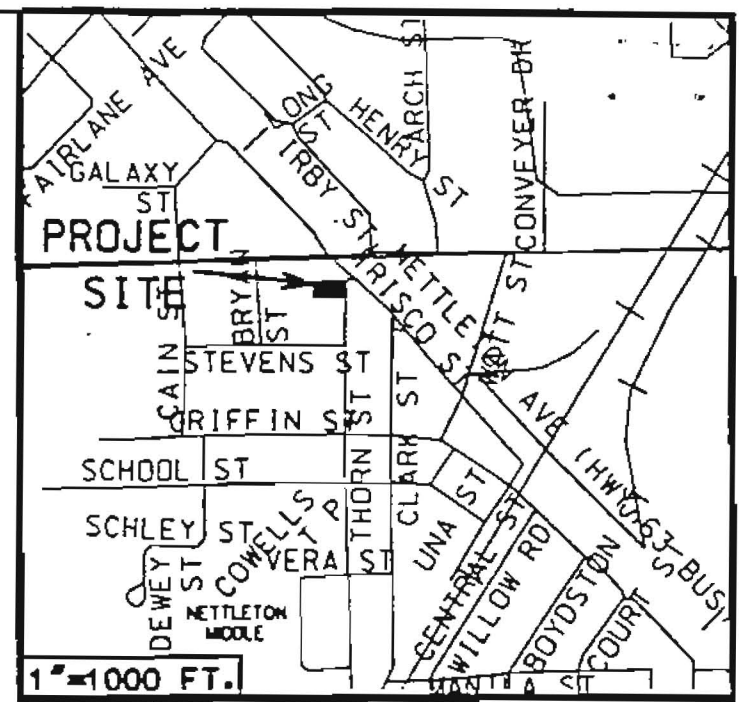 FAIRLANE AVE
GALAXY ST
ONG ST
HENRY ST
ARCH ST
CONVEYER DR
IRBY ST
PROJECT
SITE
NETTLE
FRISCO S
WATT ST
BRYAN ST
CAIN ST
STEVENS ST
GRIFFIN ST
AVE (HWY 63 BUS)
SCHOOL ST
THORN ST
CLARK ST
SCHLEY ST
COWELLS
T P
VERA ST
UNA ST
CENTRAL ST
WILLOW RD
BOYDSTON
S
COURT
DEWEY ST
NETTLETON
MIDDLE
1"=1000 FT.
ST